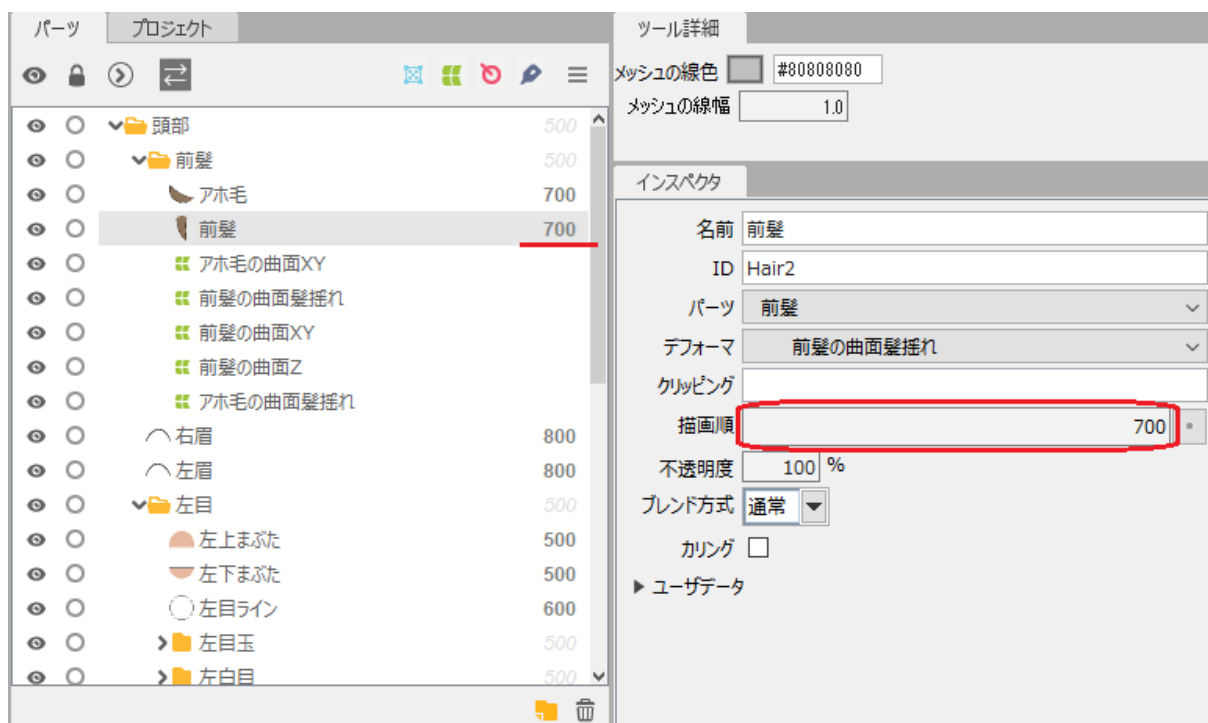 パーツ
プロジェクト
頭部 500
前髪 500
アホ毛 700
前髪 700
アホ毛の曲面XY
前髪の曲面髪揺れ
前髪の曲面XY
前髪の曲面Z
アホ毛の曲面髪揺れ
右眉 800
左眉 800
左目 500
左上まぶた 500
左下まぶた 500
左目ライン 600
左目玉 500
左白目 500
ツール詳細
メッシュの線色 #80808080
メッシュの線幅 1.0
インスペクタ
名前 前髪
ID Hair2
パーツ 前髪
デフォーマ 前髪の曲面髪揺れ
クリッピング
描画順 700
不透明度 100 %
ブレンド方式 通常
カリング
ユーザデータ